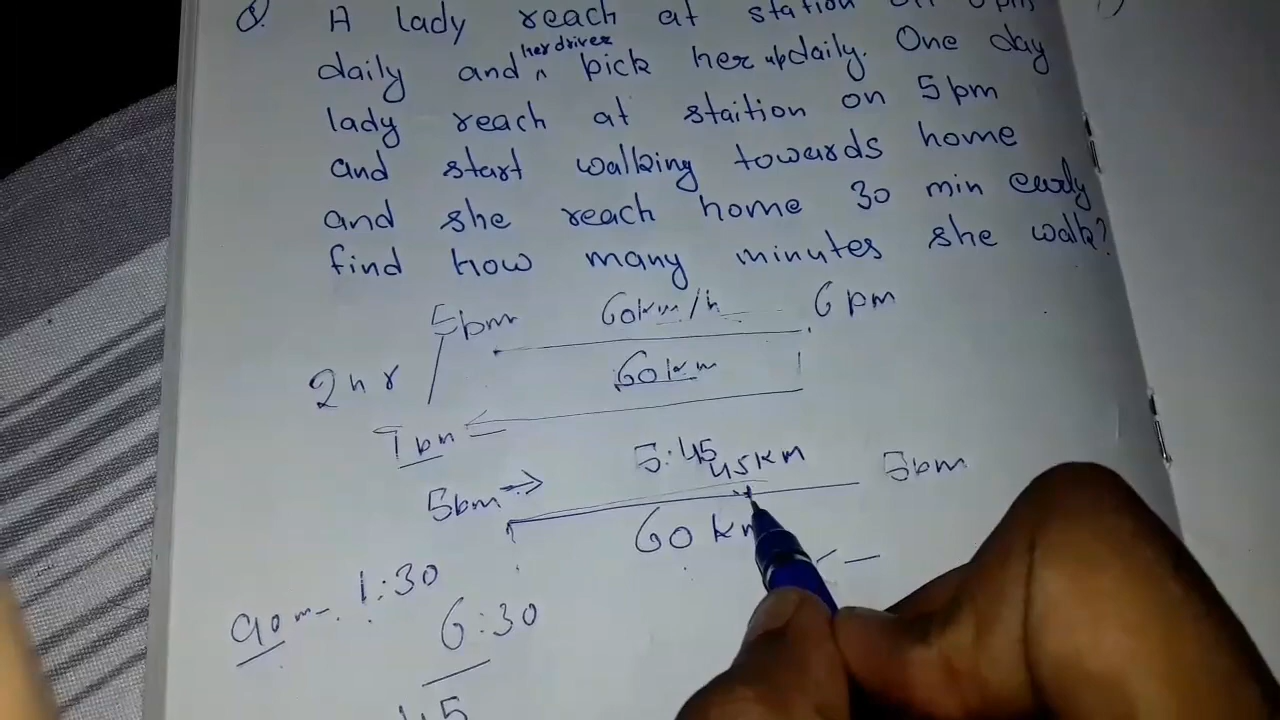 Q. A lady reach at station
daily and her driver pick her up daily. One day
lady reach at staition on 5pm
and start walking towards home
and she reach home 30 min early
find how many minutes she walk?
5pm 60km/h 6pm
2hr 60km
7pm
5:45 45km 5pm
5pm
60 km
1:30
90m
6:30
45